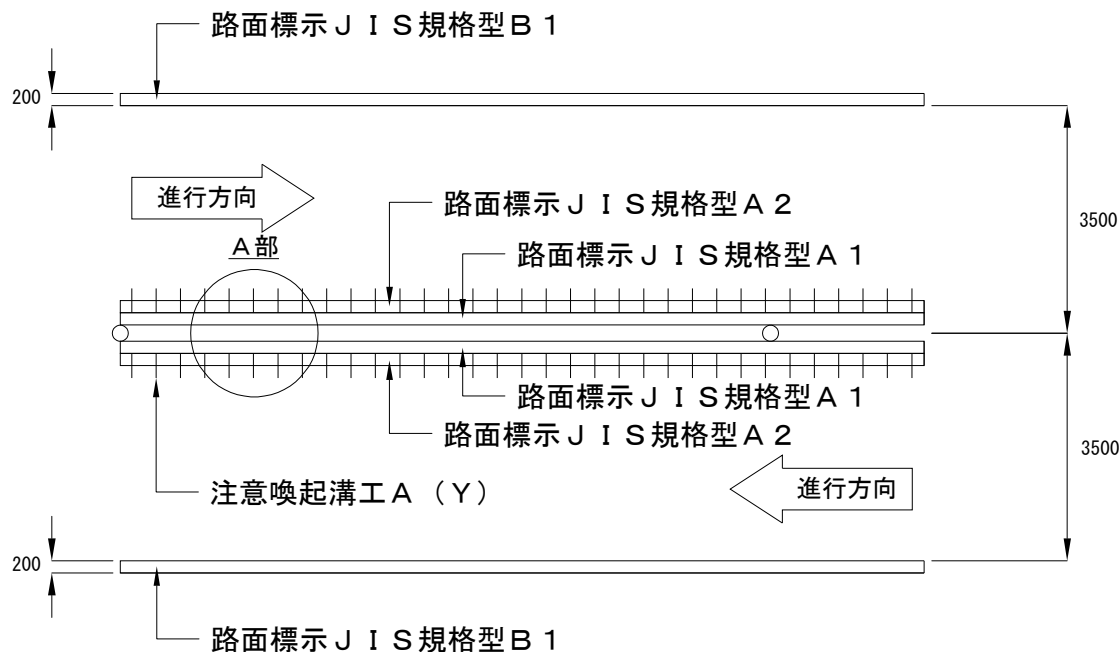 路面標示ＪＩＳ規格型Ｂ１
200
進行方向
路面標示ＪＩＳ規格型Ａ２
3500
Ａ部
路面標示ＪＩＳ規格型Ａ１
路面標示ＪＩＳ規格型Ａ１
路面標示ＪＩＳ規格型Ａ２
3500
注意喚起溝工Ａ（Ｙ）
進行方向
200
路面標示ＪＩＳ規格型Ｂ１